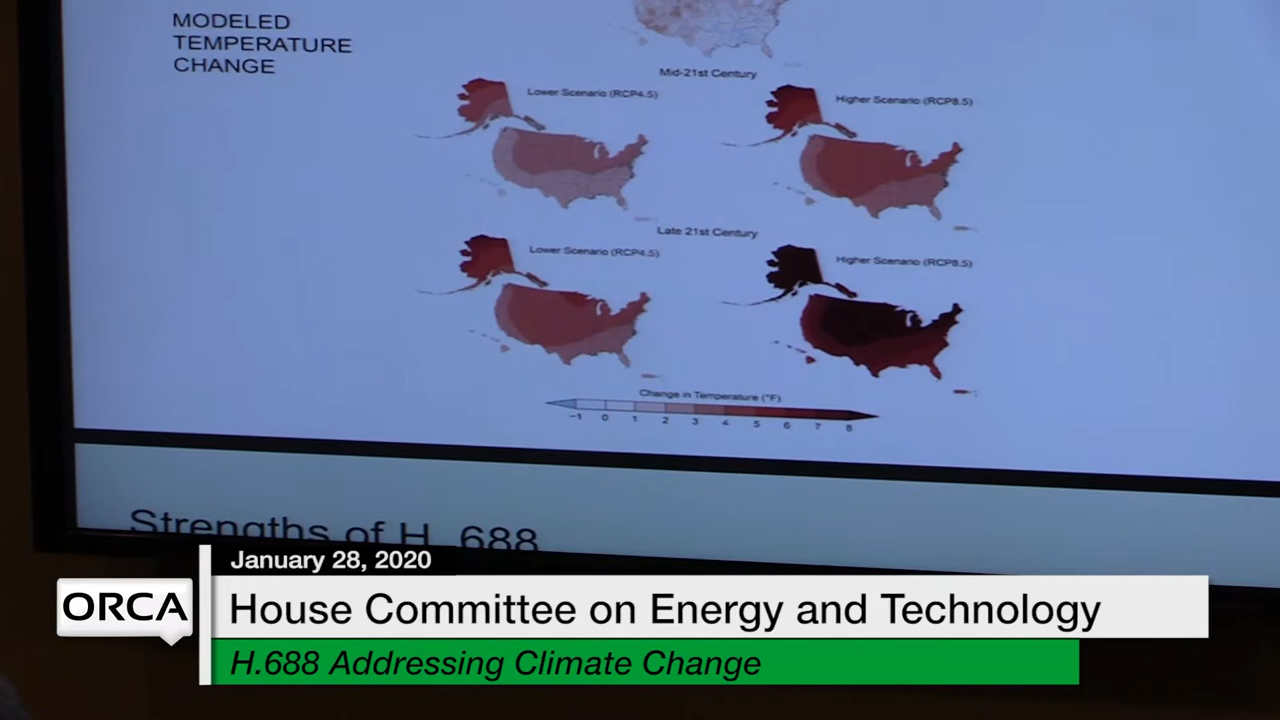 MODELED
TEMPERATURE
CHANGE
Mid-21st Century
Lower Scenario (RCP4.5)
Higher Scenario (RCP8.5)
Late 21st Century
Lower Scenario (RCP4.5)
Higher Scenario (RCP8.5)
Change in Temperature (°F)
-1 0 1 2 3 4 5 6 7 8
Strengths of H. 688
January 28, 2020
ORCA
House Committee on Energy and Technology
H.688 Addressing Climate Change